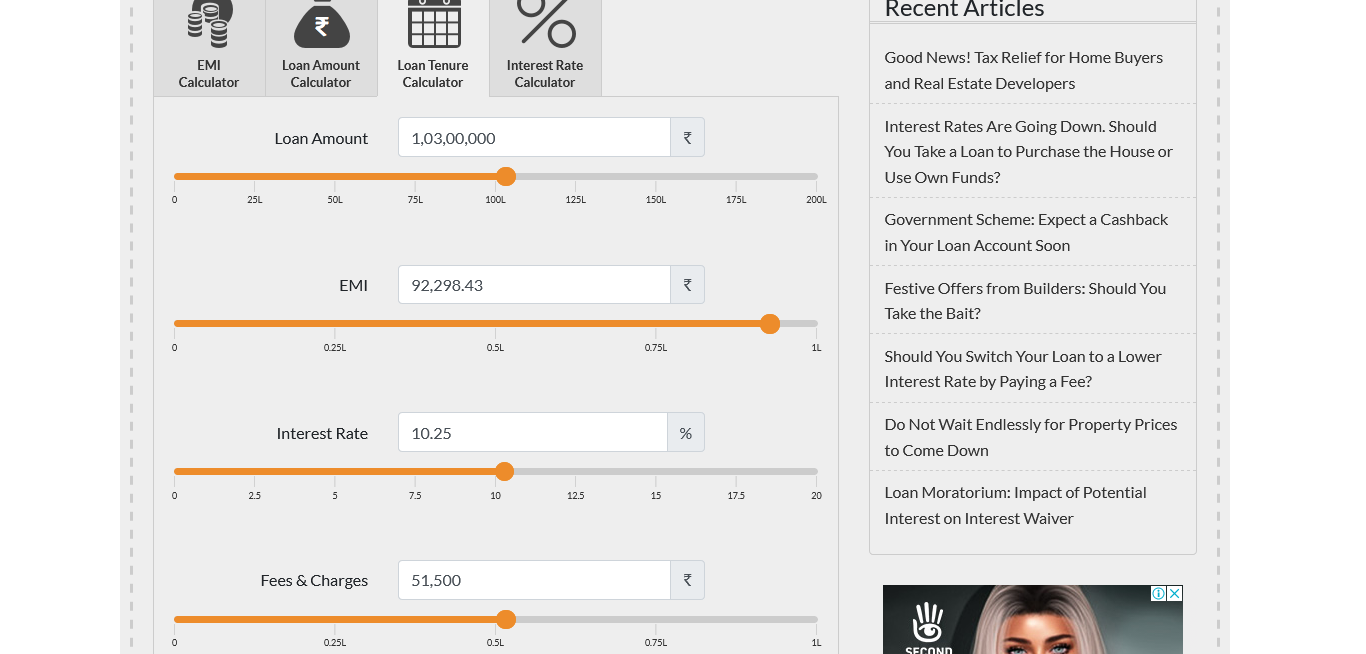 EMI
Calculator
Loan Amount
Calculator
Loan Tenure
Calculator
Interest Rate
Calculator
Loan Amount
1,03,00,000
₹
0 25L 50L 75L 100L 125L 150L 175L 200L
EMI
92,298.43
₹
0 0.25L 0.5L 0.75L 1L
Interest Rate
10.25
%
0 2.5 5 7.5 10 12.5 15 17.5 20
Fees & Charges
51,500
₹
0 0.25L 0.5L 0.75L 1L
Recent Articles
Good News! Tax Relief for Home Buyers
and Real Estate Developers
Interest Rates Are Going Down. Should
You Take a Loan to Purchase the House or
Use Own Funds?
Government Scheme: Expect a Cashback
in Your Loan Account Soon
Festive Offers from Builders: Should You
Take the Bait?
Should You Switch Your Loan to a Lower
Interest Rate by Paying a Fee?
Do Not Wait Endlessly for Property Prices
to Come Down
Loan Moratorium: Impact of Potential
Interest on Interest Waiver
SECOND